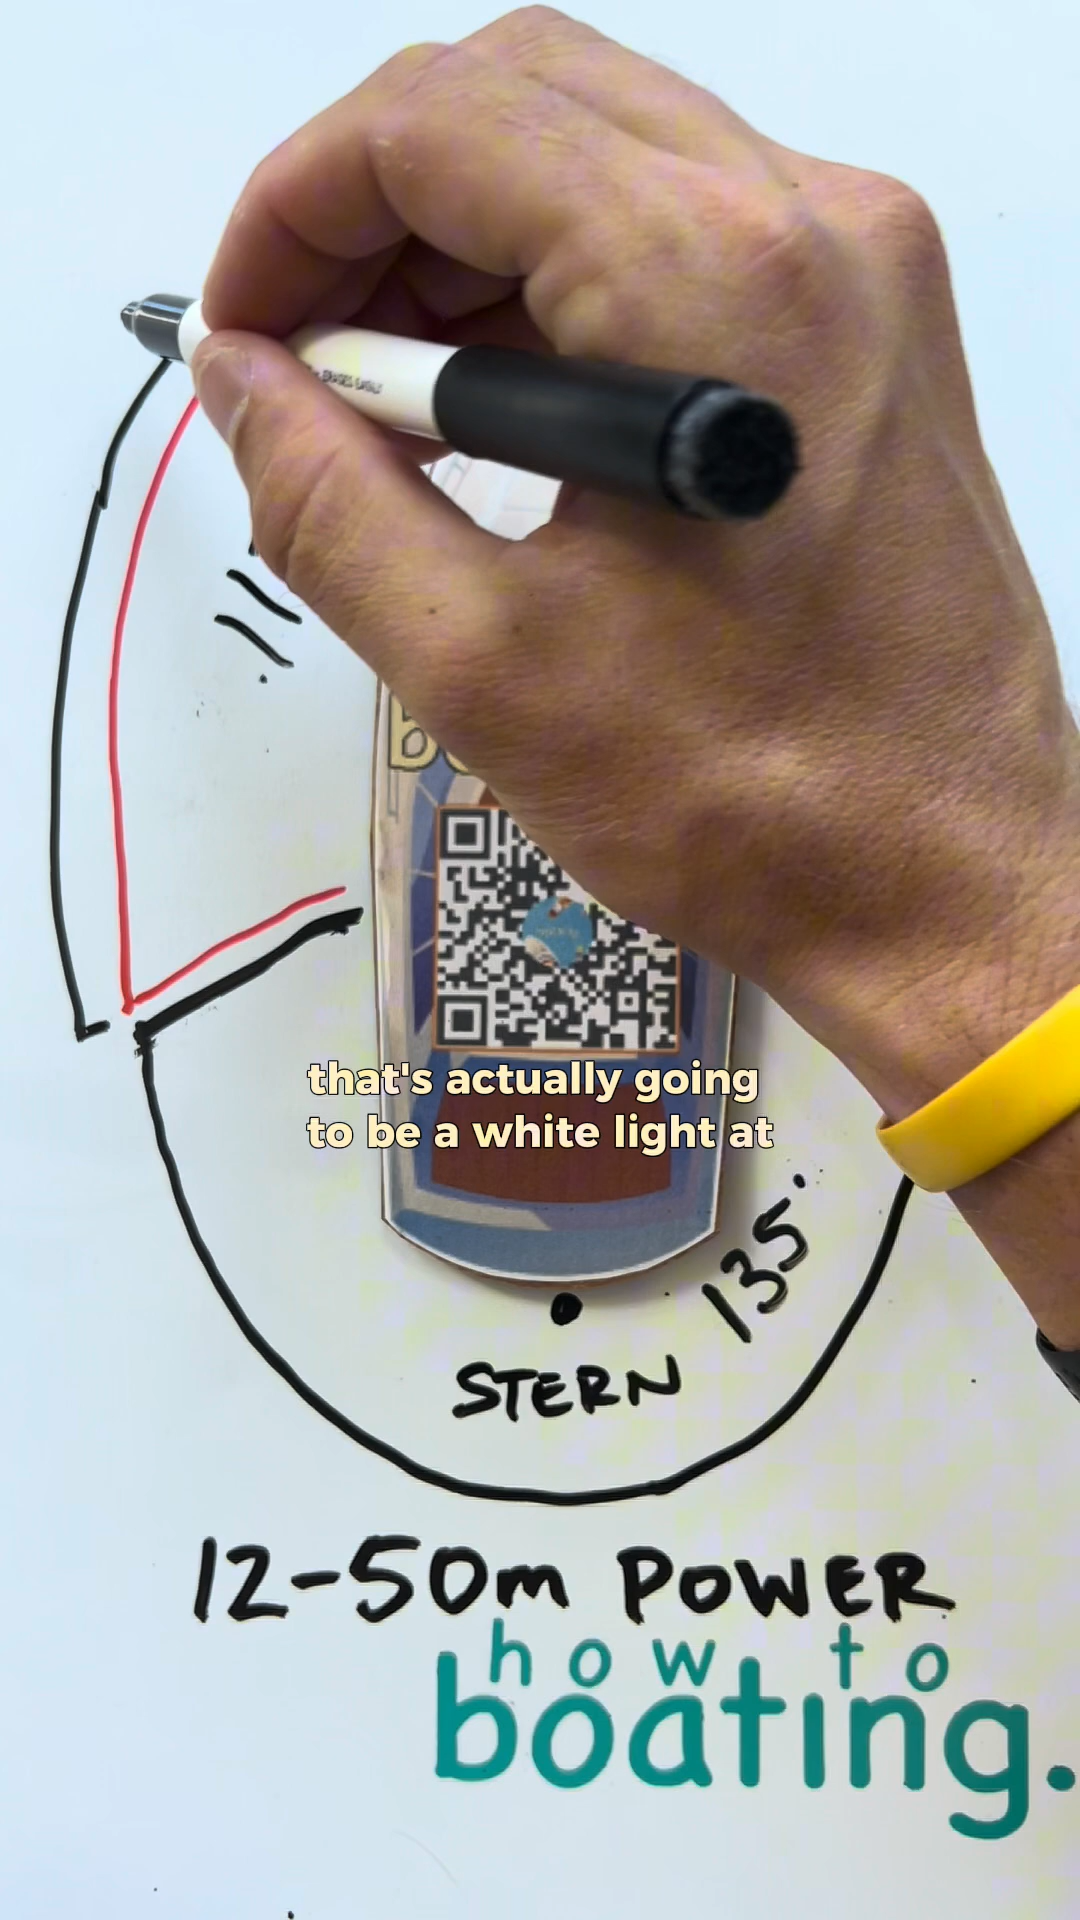 that's actually going
to be a white light at
135°
STERN
12-50m POWER
how to
boating.